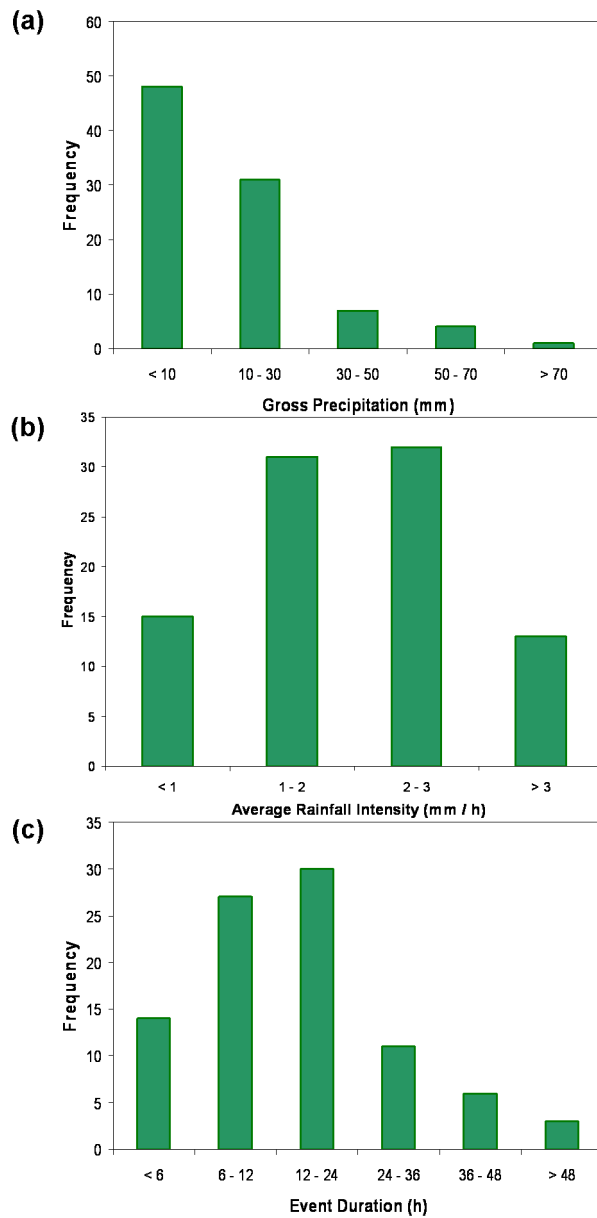 (a)
60
50
40
30
20
10
0
Frequency
< 10 10 - 30 30 - 50 50 - 70 > 70
Gross Precipitation (mm)
(b)
35
30
25
20
15
10
5
0
Frequency
< 1 1 - 2 2 - 3 > 3
Average Rainfall Intensity (mm / h)
(c)
35
30
25
20
15
10
5
0
Frequency
< 6 6 - 12 12 - 24 24 - 36 36 - 48 > 48
Event Duration (h)